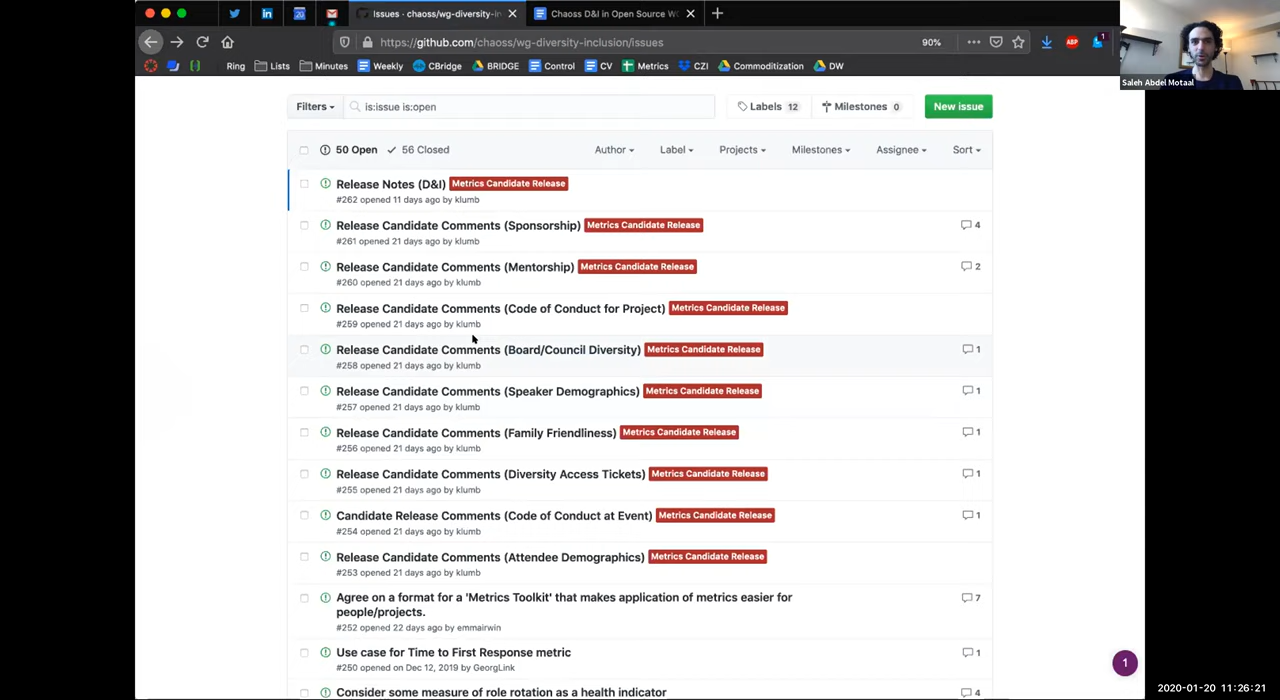 Issues · chaoss/wg-diversity-in
Chaoss D&I in Open Source WG
https://github.com/chaoss/wg-diversity-inclusion/issues
90%
ABP
1
Ring Lists Minutes Weekly CBridge BRIDGE Control CV Metrics CZI Commoditization DW
Saleh Abdel Motaal
Filters
is:issue is:open
Labels 12
Milestones 0
New issue
50 Open
56 Closed
Author Label Projects Milestones Assignee Sort
Release Notes (D&I) Metrics Candidate Release
#262 opened 11 days ago by klumb
Release Candidate Comments (Sponsorship) Metrics Candidate Release 4
#261 opened 21 days ago by klumb
Release Candidate Comments (Mentorship) Metrics Candidate Release 2
#260 opened 21 days ago by klumb
Release Candidate Comments (Code of Conduct for Project) Metrics Candidate Release
#259 opened 21 days ago by klumb
Release Candidate Comments (Board/Council Diversity) Metrics Candidate Release 1
#258 opened 21 days ago by klumb
Release Candidate Comments (Speaker Demographics) Metrics Candidate Release 1
#257 opened 21 days ago by klumb
Release Candidate Comments (Family Friendliness) Metrics Candidate Release 1
#256 opened 21 days ago by klumb
Release Candidate Comments (Diversity Access Tickets) Metrics Candidate Release 1
#255 opened 21 days ago by klumb
Candidate Release Comments (Code of Conduct at Event) Metrics Candidate Release 1
#254 opened 21 days ago by klumb
Release Candidate Comments (Attendee Demographics) Metrics Candidate Release
#253 opened 21 days ago by klumb
Agree on a format for a 'Metrics Toolkit' that makes application of metrics easier for 7
people/projects.
#252 opened 22 days ago by emmairwin
Use case for Time to First Response metric 1
#250 opened on Dec 12, 2019 by GeorgLink
Consider some measure of role rotation as a health indicator 4
1
2020-01-20 11:26:21